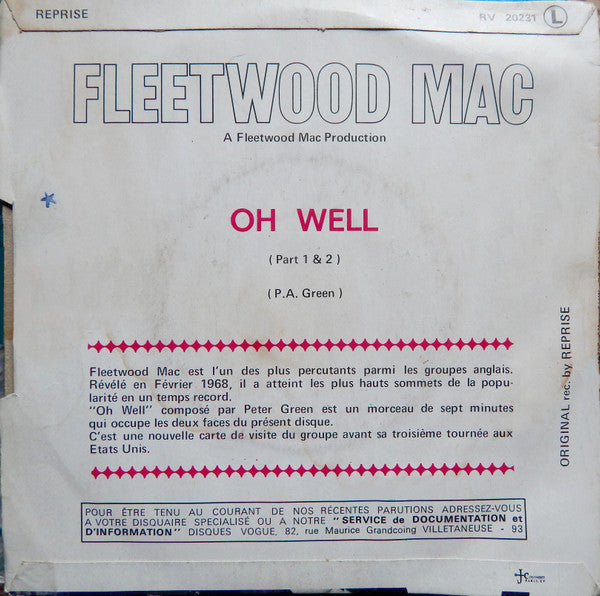 REPRISE
RV 20231 L
FLEETWOOD MAC
A Fleetwood Mac Production
OH WELL
( Part 1 & 2 )
( P.A. Green )
Fleetwood Mac est l'un des plus percutants parmi les groupes anglais.
Révélé en Février 1968, il a atteint les plus hauts sommets de la popu-
larité en un temps record.
"Oh Well" composé par Peter Green est un morceau de sept minutes
qui occupe les deux faces du présent disque.
C'est une nouvelle carte de visite du groupe avant sa troisième tournée aux
Etats Unis.
ORIGINAL rec. by REPRISE
POUR ÊTRE TENU AU COURANT DE NOS RÉCENTES PARUTIONS ADRESSEZ-VOUS
A VOTRE DISQUAIRE SPECIALISÉ OU A NOTRE "SERVICE de DOCUMENTATION et
D'INFORMATION" DISQUES VOGUE, 82, rue Maurice Grandcoing VILLETANEUSE - 93